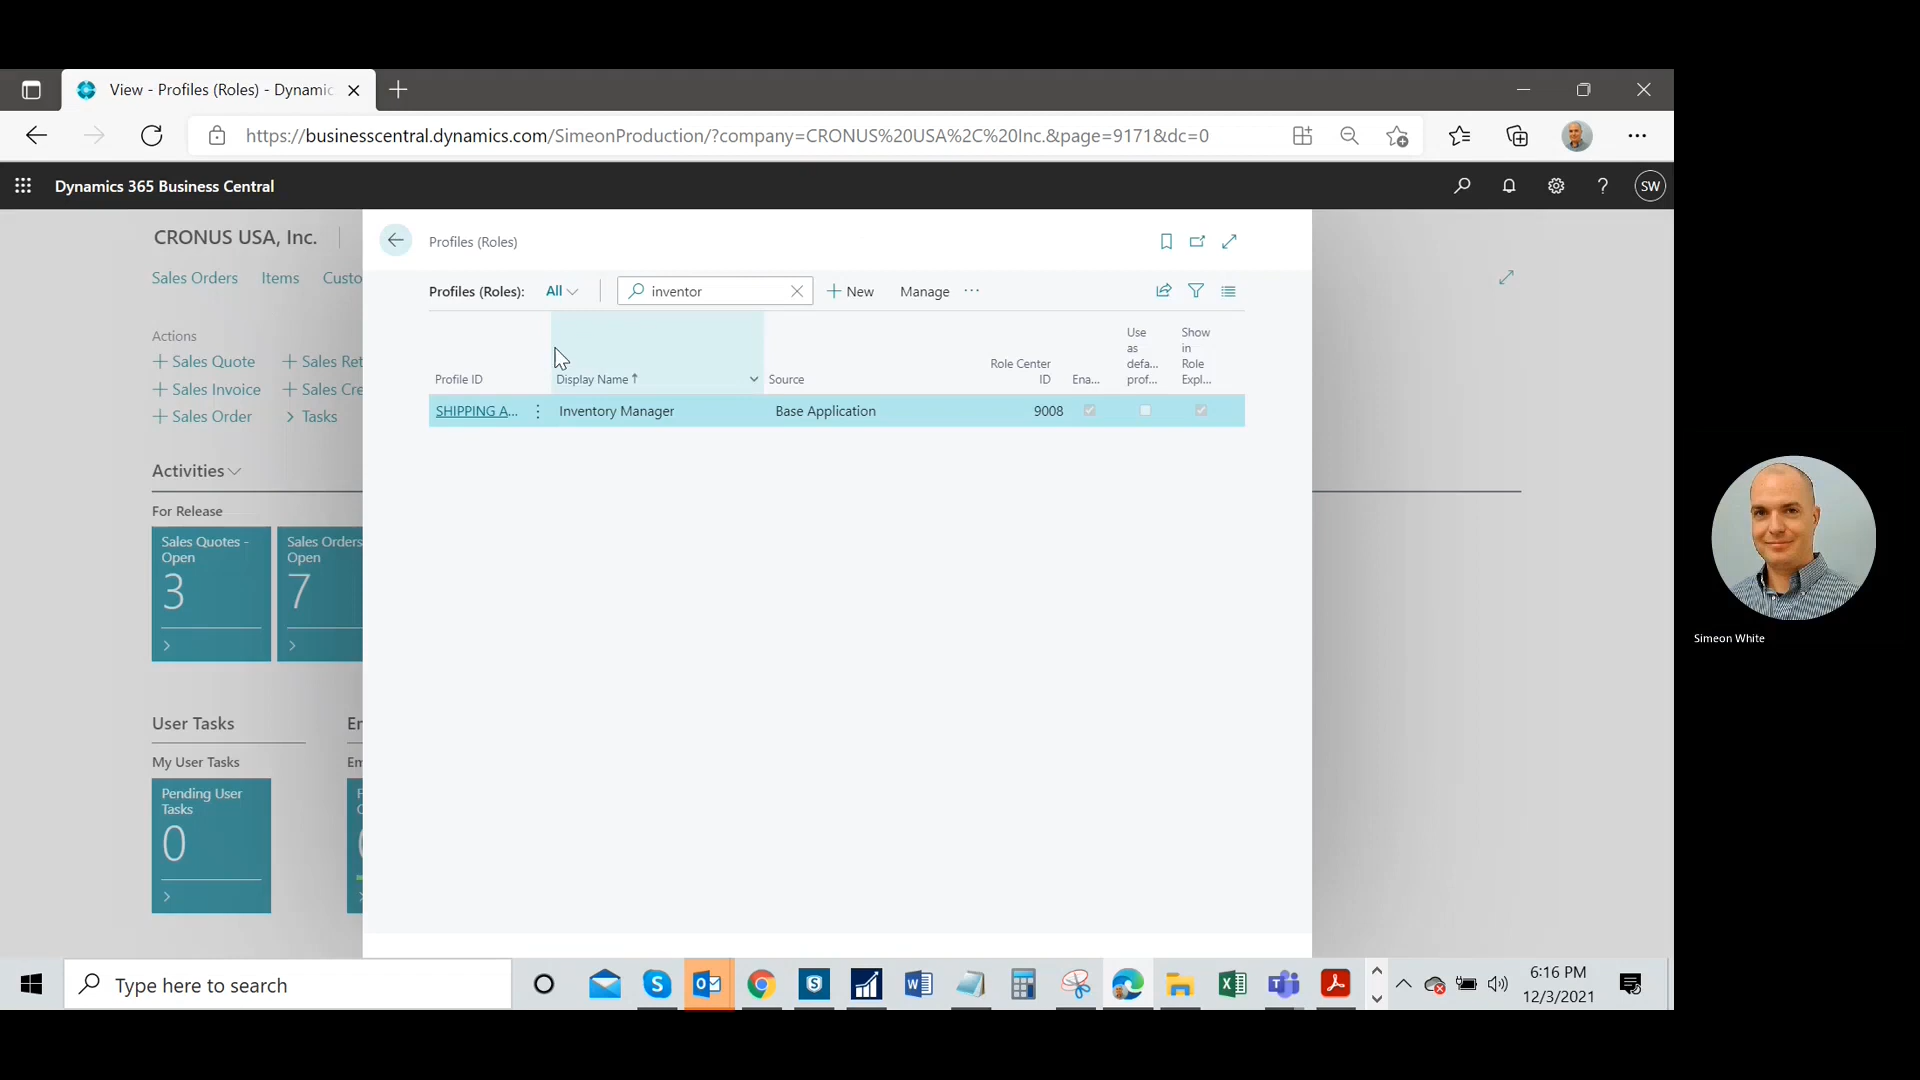 View - Profiles (Roles) - Dynamic
https://businesscentral.dynamics.com/SimeonProduction/?company=CRONUS%20USA%2C%20Inc.&page=9171&dc=0
Dynamics 365 Business Central
?
SW
CRONUS USA, Inc.
Sales Orders Items Custo
Profiles (Roles)
Profiles (Roles): All inventor + New Manage ...
Actions
+ Sales Quote + Sales Ret
+ Sales Invoice + Sales Cre
+ Sales Order > Tasks
Use as defa... prof...
Show in Role Expl...
Profile ID Display Name ↑ Source Role Center ID Ena...
SHIPPING A... Inventory Manager Base Application 9008
Activities
For Release
Sales Quotes - Open
3
Sales Orders Open
7
User Tasks
My User Tasks
Pending User Tasks
0
Simeon White
Type here to search
6:16 PM
12/3/2021